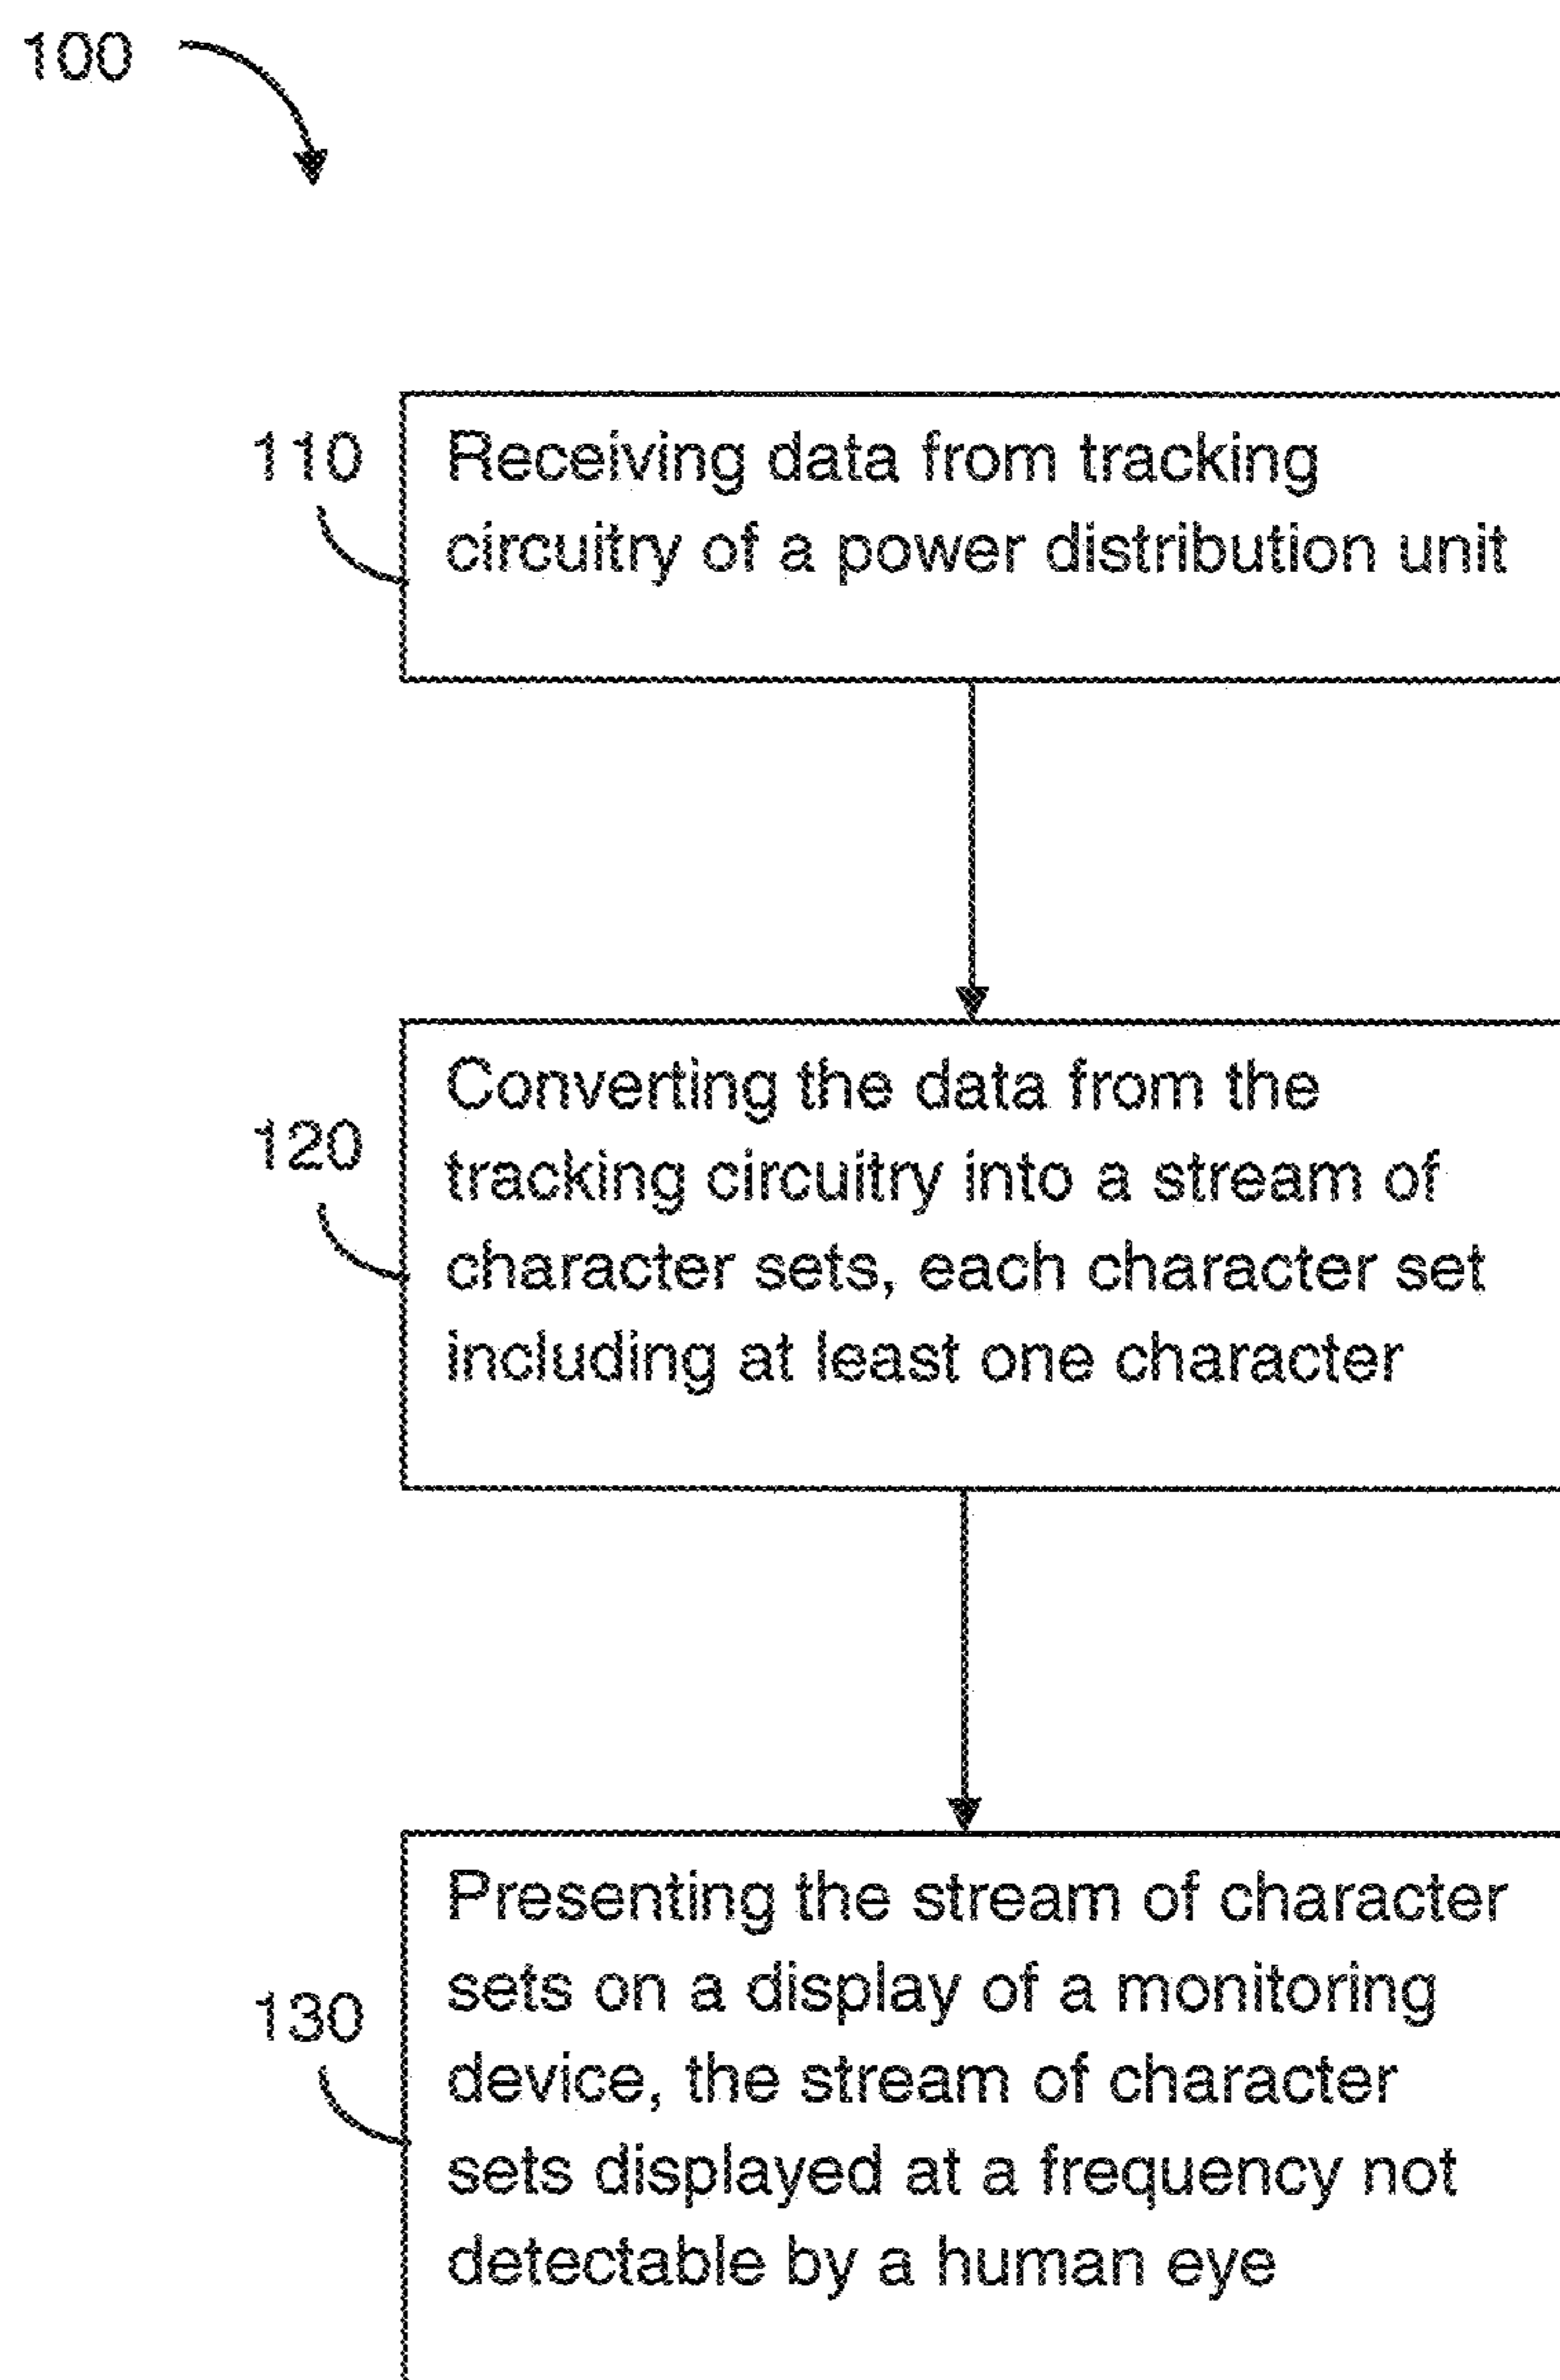 100
110
Receiving data from tracking
circuitry of a power distribution unit
120
Converting the data from the
tracking circuitry into a stream of
character sets, each character set
including at least one character
130
Presenting the stream of character
sets on a display of a monitoring
device, the stream of character
sets displayed at a frequency not
detectable by a human eye